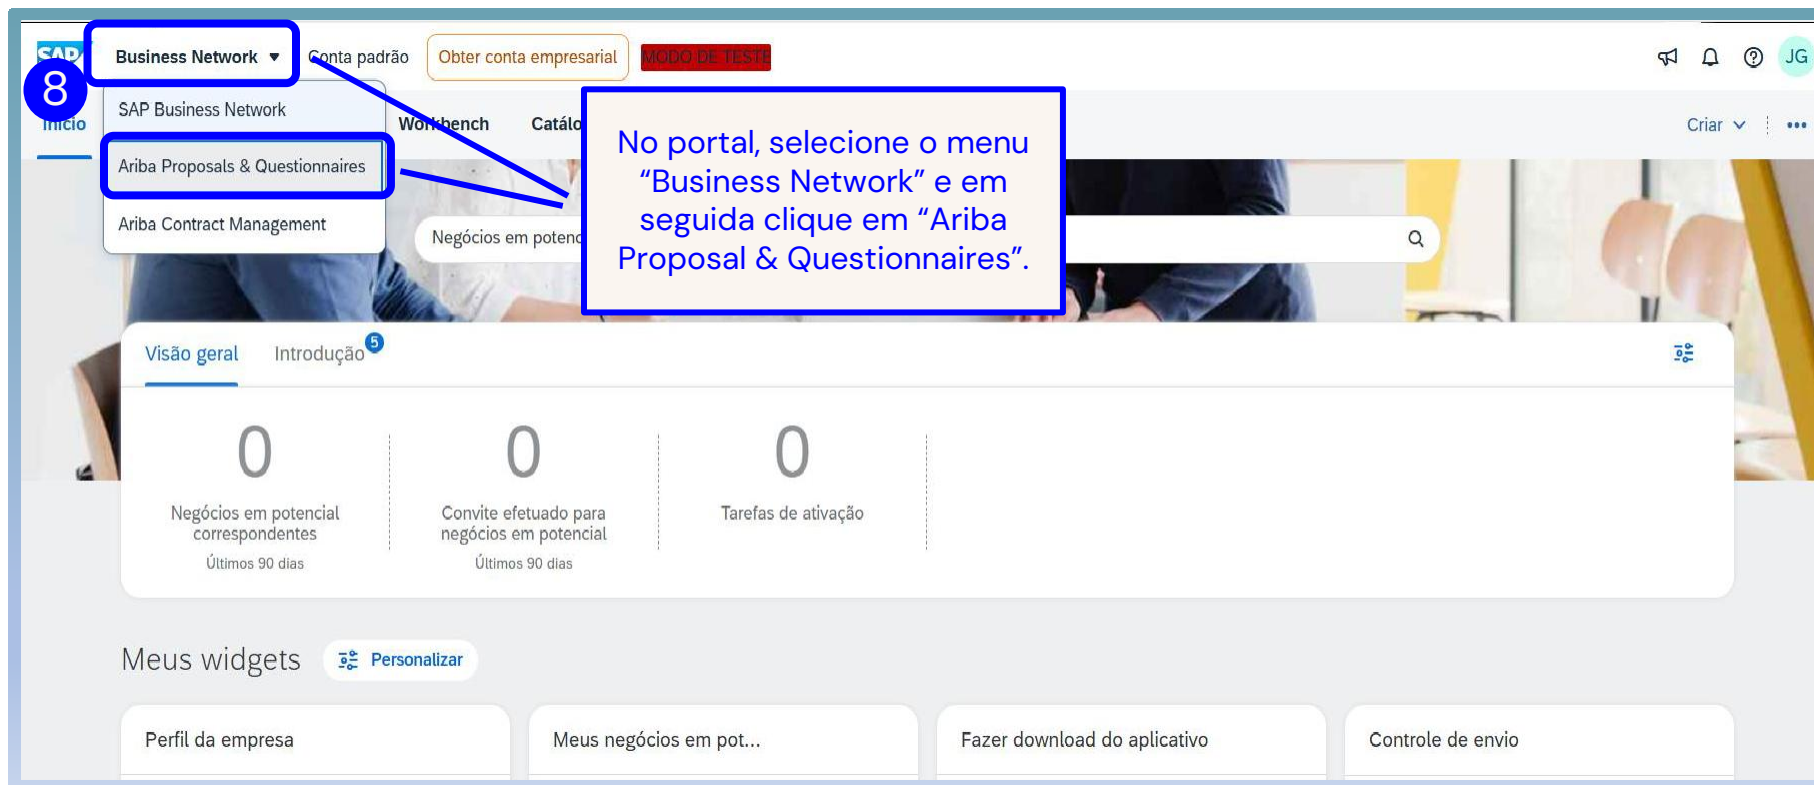 SAP
Business Network ▼
Conta padrão
Obter conta empresarial
MODO DE TESTE
JG
8
Início
Workbench
Criar
SAP Business Network
Ariba Proposals & Questionnaires
Ariba Contract Management
No portal, selecione o menu
“Business Network” e em
seguida clique em “Ariba
Proposal & Questionnaires”.
Negócios em
Visão geral
Introdução
5
0
Negócios em potencial
correspondentes
Últimos 90 dias
0
Convite efetuado para
negócios em potencial
Últimos 90 dias
0
Tarefas de ativação
Meus widgets
Personalizar
Perfil da empresa
Meus negócios em pot...
Fazer download do aplicativo
Controle de envio